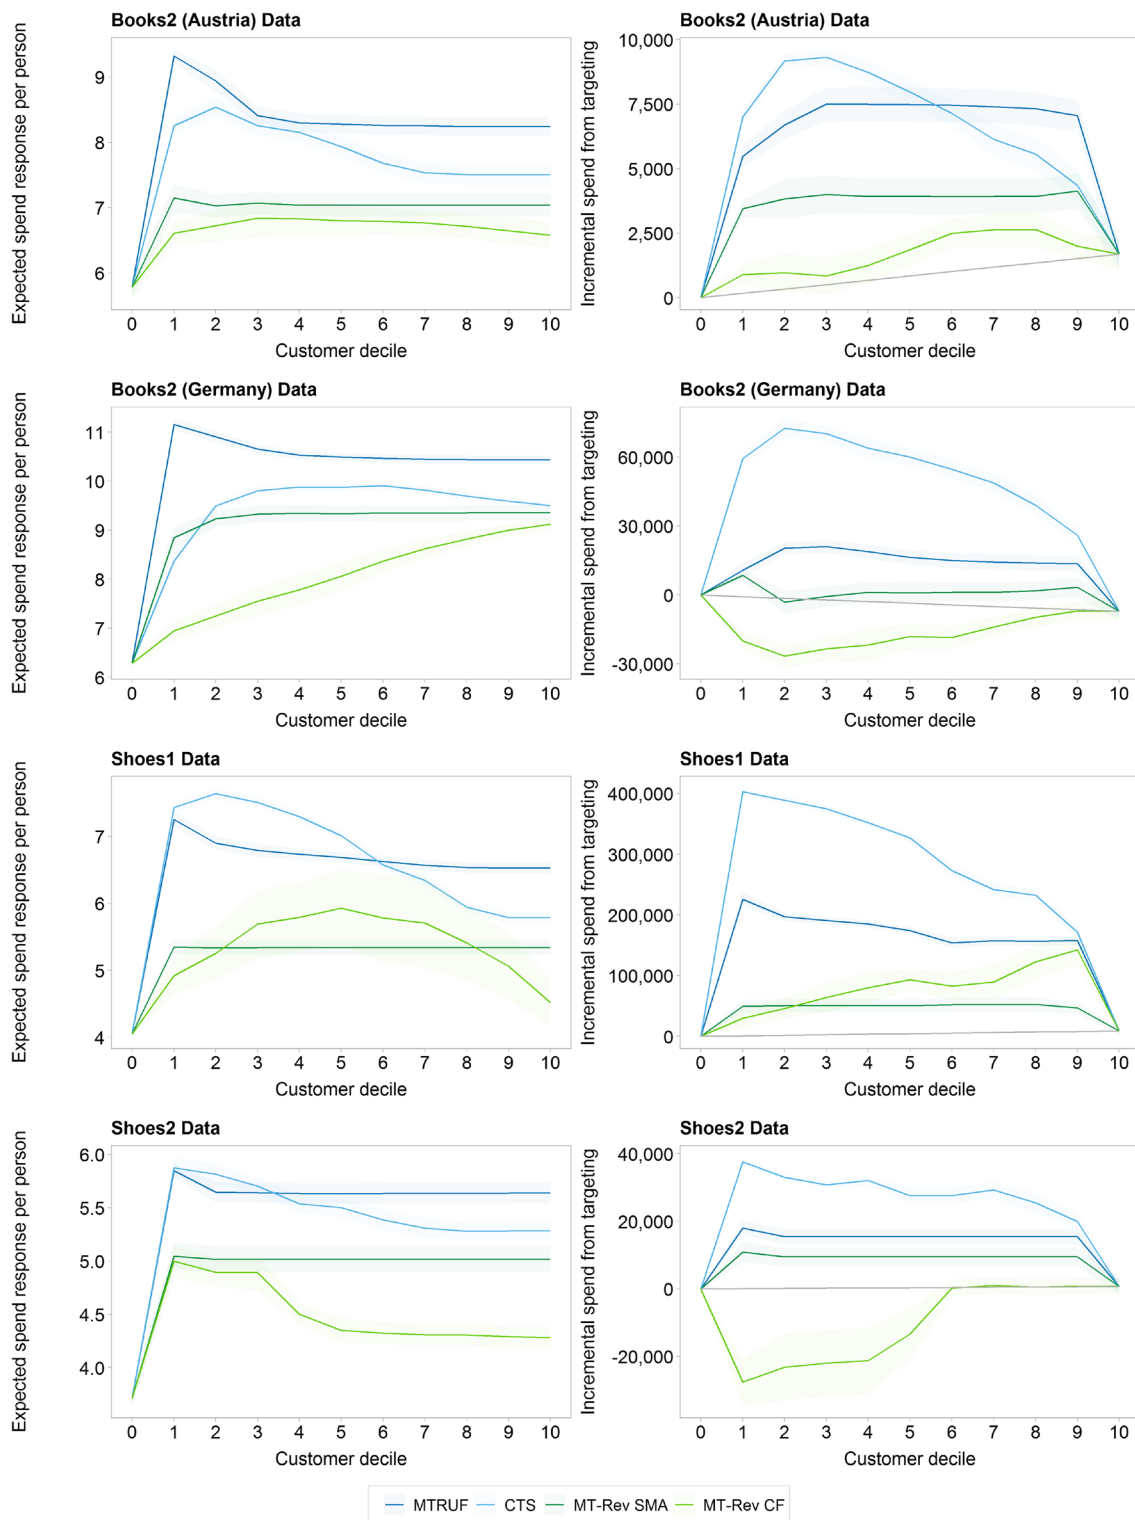 Books2 (Austria) Data
Expected spend response per person
9
8
7
6
0 1 2 3 4 5 6 7 8 9 10
Customer decile
Books2 (Austria) Data
Incremental spend from targeting
10,000
7,500
5,000
2,500
0
0 1 2 3 4 5 6 7 8 9 10
Customer decile
Books2 (Germany) Data
Expected spend response per person
11
10
9
8
7
6
0 1 2 3 4 5 6 7 8 9 10
Customer decile
Books2 (Germany) Data
Incremental spend from targeting
60,000
30,000
0
-30,000
0 1 2 3 4 5 6 7 8 9 10
Customer decile
Shoes1 Data
Expected spend response per person
7
6
5
4
0 1 2 3 4 5 6 7 8 9 10
Customer decile
Shoes1 Data
Incremental spend from targeting
400,000
300,000
200,000
100,000
0
0 1 2 3 4 5 6 7 8 9 10
Customer decile
Shoes2 Data
Expected spend response per person
6.0
5.5
5.0
4.5
4.0
0 1 2 3 4 5 6 7 8 9 10
Customer decile
Shoes2 Data
Incremental spend from targeting
40,000
20,000
0
-20,000
0 1 2 3 4 5 6 7 8 9 10
Customer decile
MTRUF CTS MT-Rev SMA MT-Rev CF